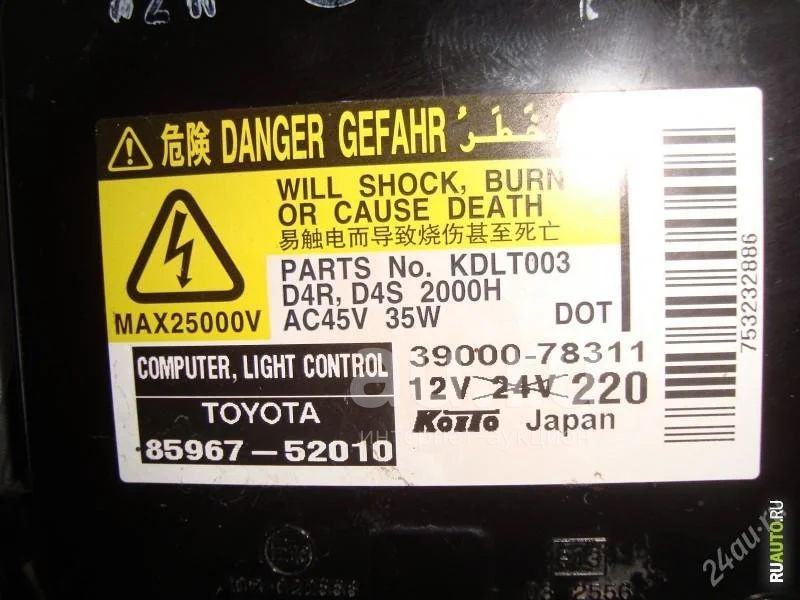 危険 DANGER GEFAHR خَطَرْ
WILL SHOCK, BURN
OR CAUSE DEATH
易触电而导致烧伤甚至死亡
MAX25000V
PARTS No. KDLT003
D4R, D4S 2000H
AC45V 35W DOT
COMPUTER, LIGHT CONTROL
TOYOTA
85967-52010
39000-78311
12V 24V 220
KOITO Japan
753232886
24au.ru
RUAUTO.RU